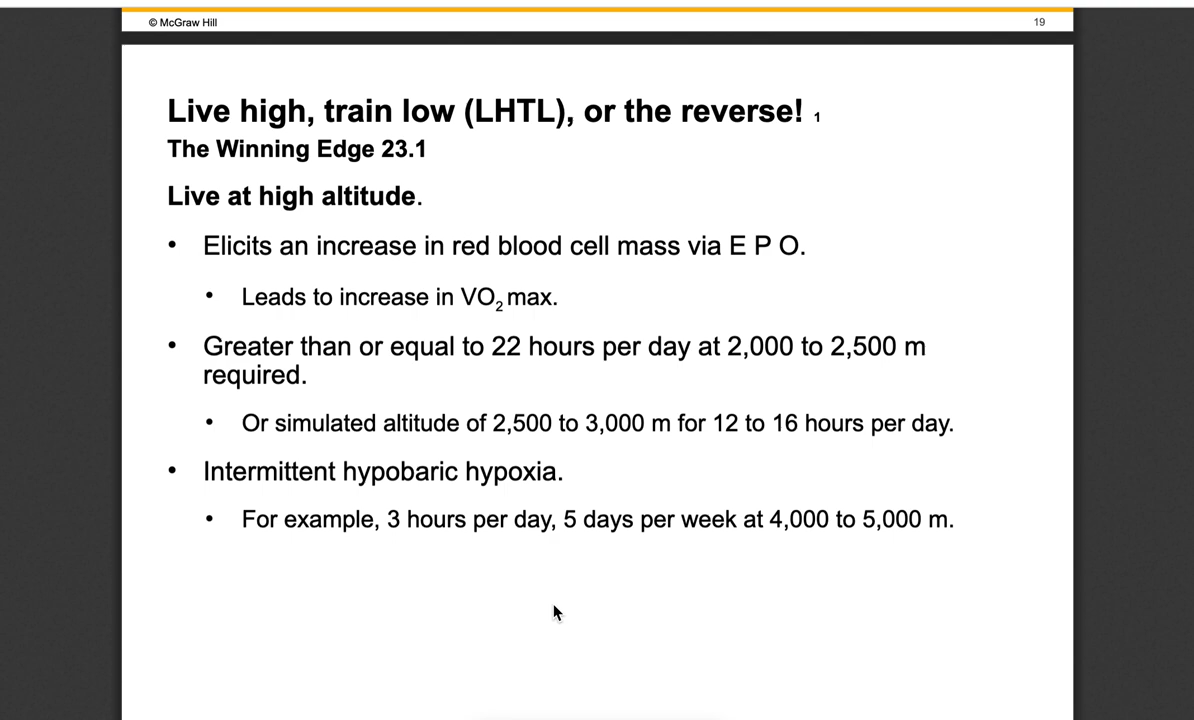 © McGraw Hill 19
Live high, train low (LHTL), or the reverse! 1
The Winning Edge 23.1
Live at high altitude.
• Elicits an increase in red blood cell mass via E P O.
• Leads to increase in VO₂ max.
• Greater than or equal to 22 hours per day at 2,000 to 2,500 m
required.
• Or simulated altitude of 2,500 to 3,000 m for 12 to 16 hours per day.
• Intermittent hypobaric hypoxia.
• For example, 3 hours per day, 5 days per week at 4,000 to 5,000 m.